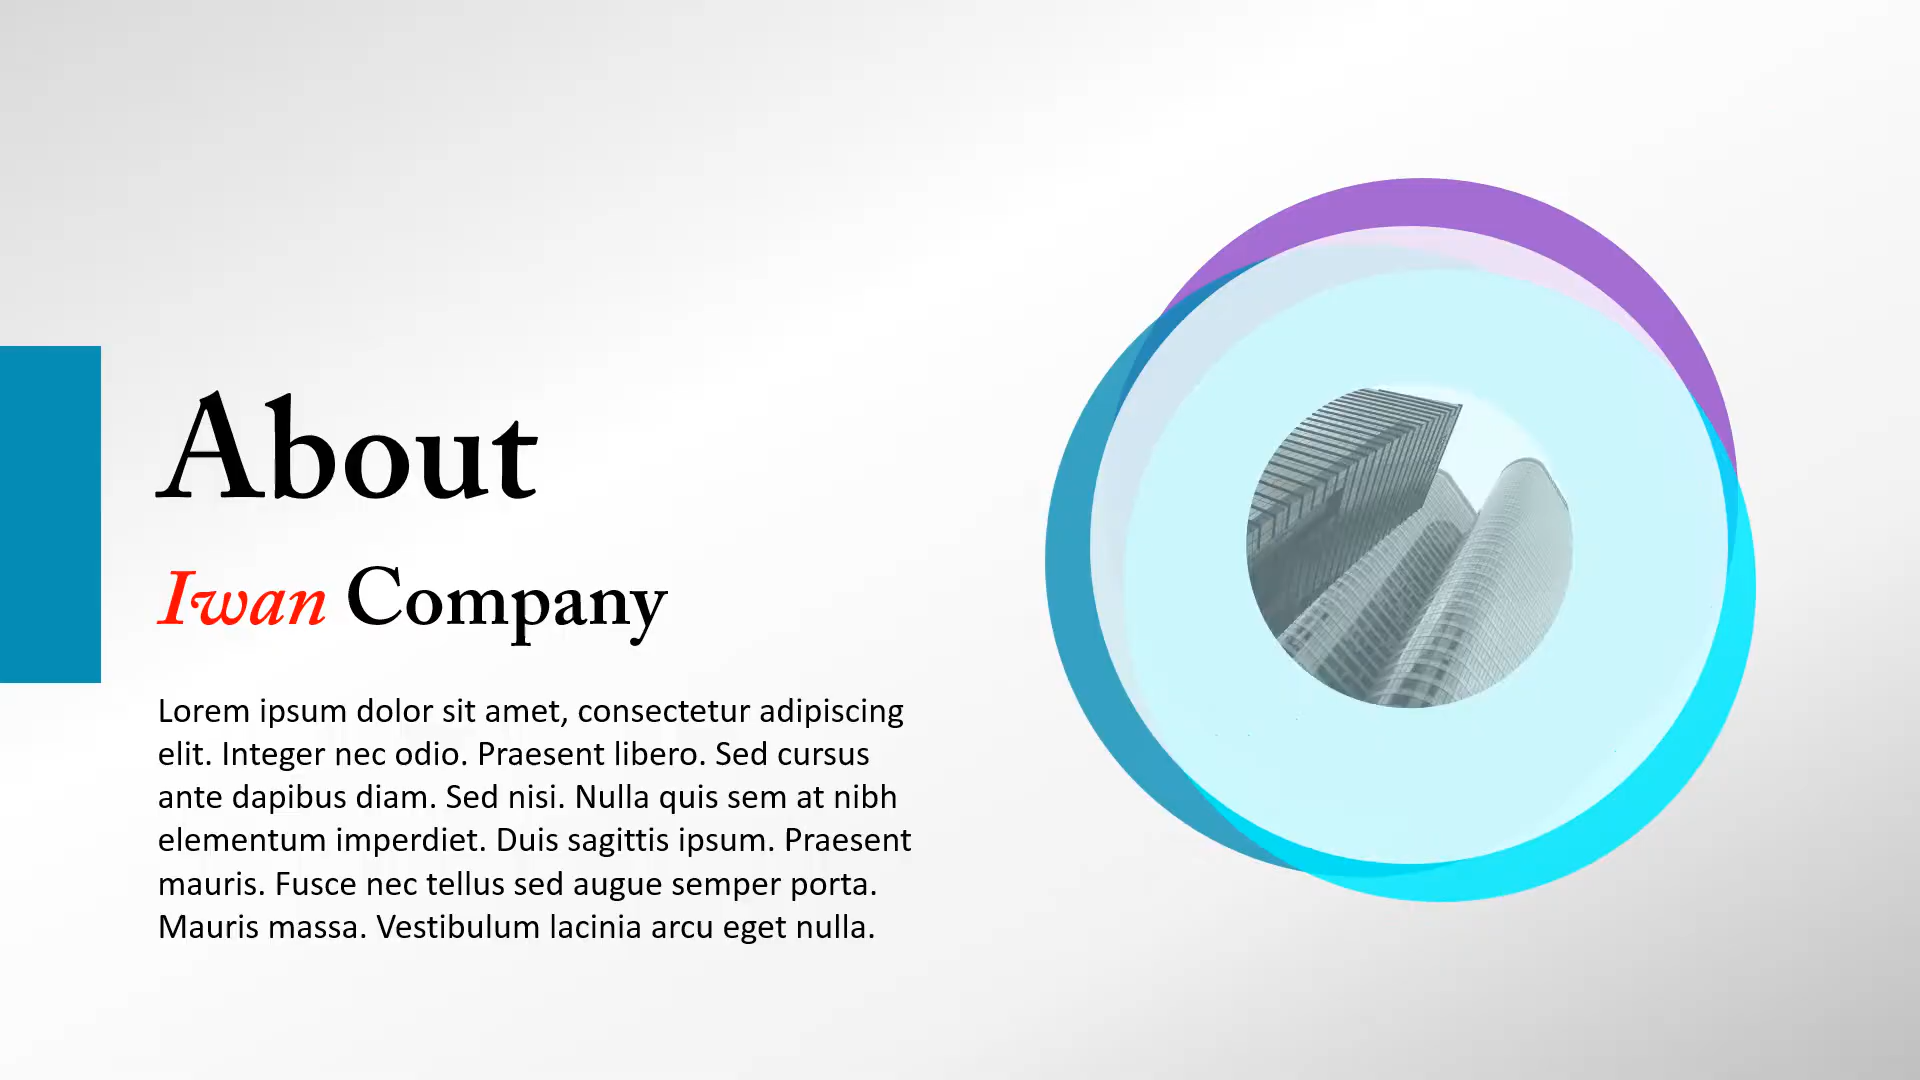 About
Iwan Company
Lorem ipsum dolor sit amet, consectetur adipiscing
elit. Integer nec odio. Praesent libero. Sed cursus
ante dapibus diam. Sed nisi. Nulla quis sem at nibh
elementum imperdiet. Duis sagittis ipsum. Praesent
mauris. Fusce nec tellus sed augue semper porta.
Mauris massa. Vestibulum lacinia arcu eget nulla.